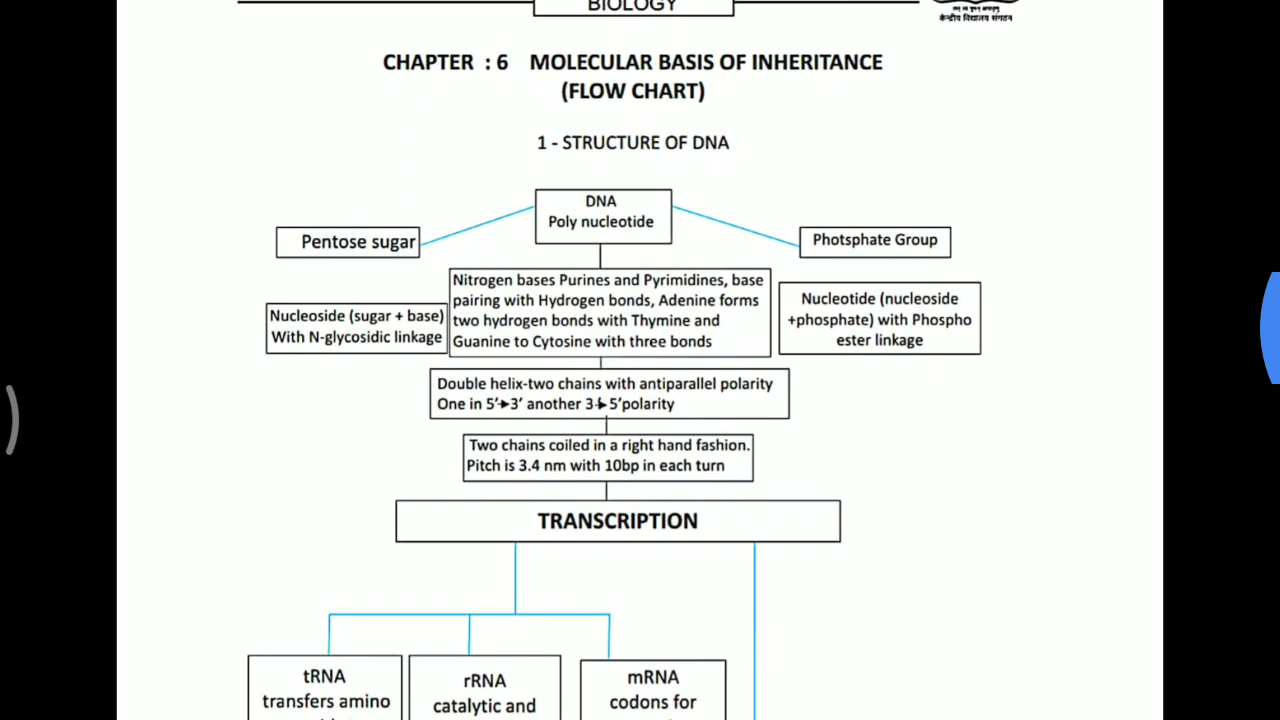 BIOLOGY
केन्द्रीय विद्यालय संगठन
CHAPTER : 6 MOLECULAR BASIS OF INHERITANCE
(FLOW CHART)
1 - STRUCTURE OF DNA
DNA
Poly nucleotide
Pentose sugar
Photsphate Group
Nitrogen bases Purines and Pyrimidines, base
pairing with Hydrogen bonds, Adenine forms
two hydrogen bonds with Thymine and
Guanine to Cytosine with three bonds
Nucleoside (sugar + base)
With N-glycosidic linkage
Nucleotide (nucleoside
+phosphate) with Phospho
ester linkage
Double helix-two chains with antiparallel polarity
One in 5’→3’ another 3→5’polarity
Two chains coiled in a right hand fashion.
Pitch is 3.4 nm with 10bp in each turn
TRANSCRIPTION
tRNA
transfers amino
rRNA
catalytic and
mRNA
codons for